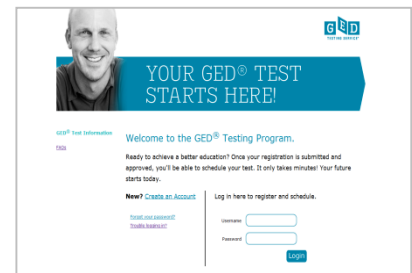 GED
TESTING SERVICE®
YOUR GED® TEST
STARTS HERE!
GED® Test Information
FAQs
Welcome to the GED® Testing Program.
Ready to achieve a better education? Once your registration is submitted and
approved, you'll be able to schedule your test. It only takes minutes! Your future
starts today.
New? Create an Account
Log in here to register and schedule.
Forgot your password?
Trouble logging in?
Username
Password
Login